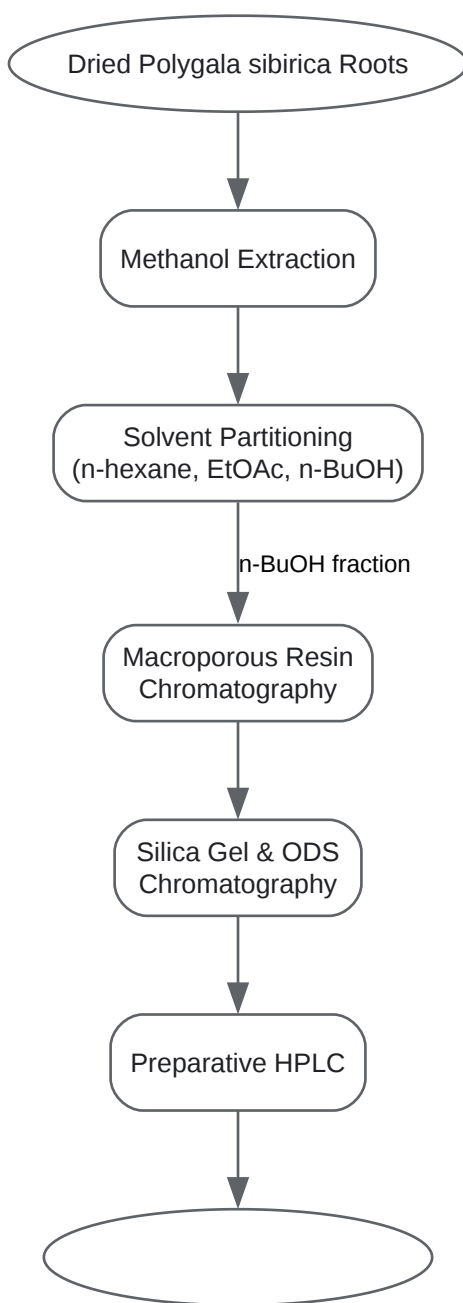 Dried Polygala sibirica Roots
Methanol Extraction
Solvent Partitioning
(n-hexane, EtOAc, n-BuOH)
n-BuOH fraction
Macroporous Resin
Chromatography
Silica Gel & ODS
Chromatography
Preparative HPLC